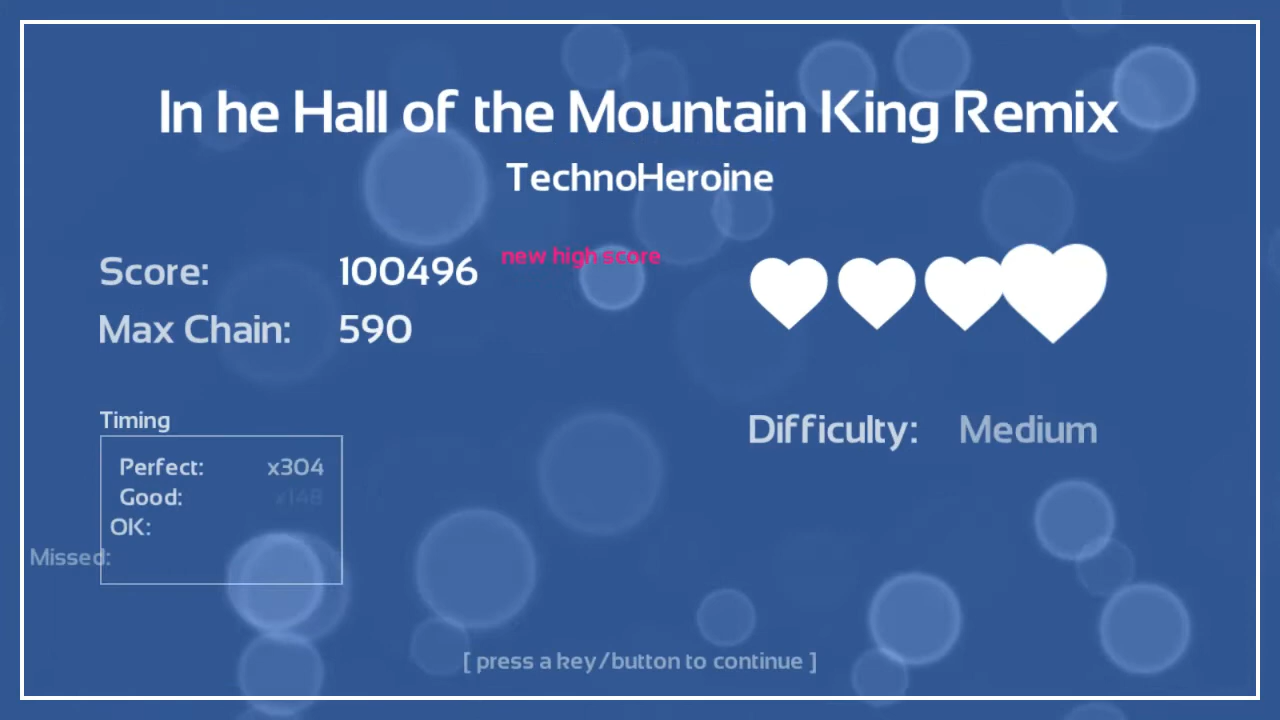 In he Hall of the Mountain King Remix
TechnoHeroine
Score: 100496 new high score
Max Chain: 590
Difficulty: Medium
Timing
Perfect: x304
Good: x148
OK:
Missed:
[ press a key/button to continue ]